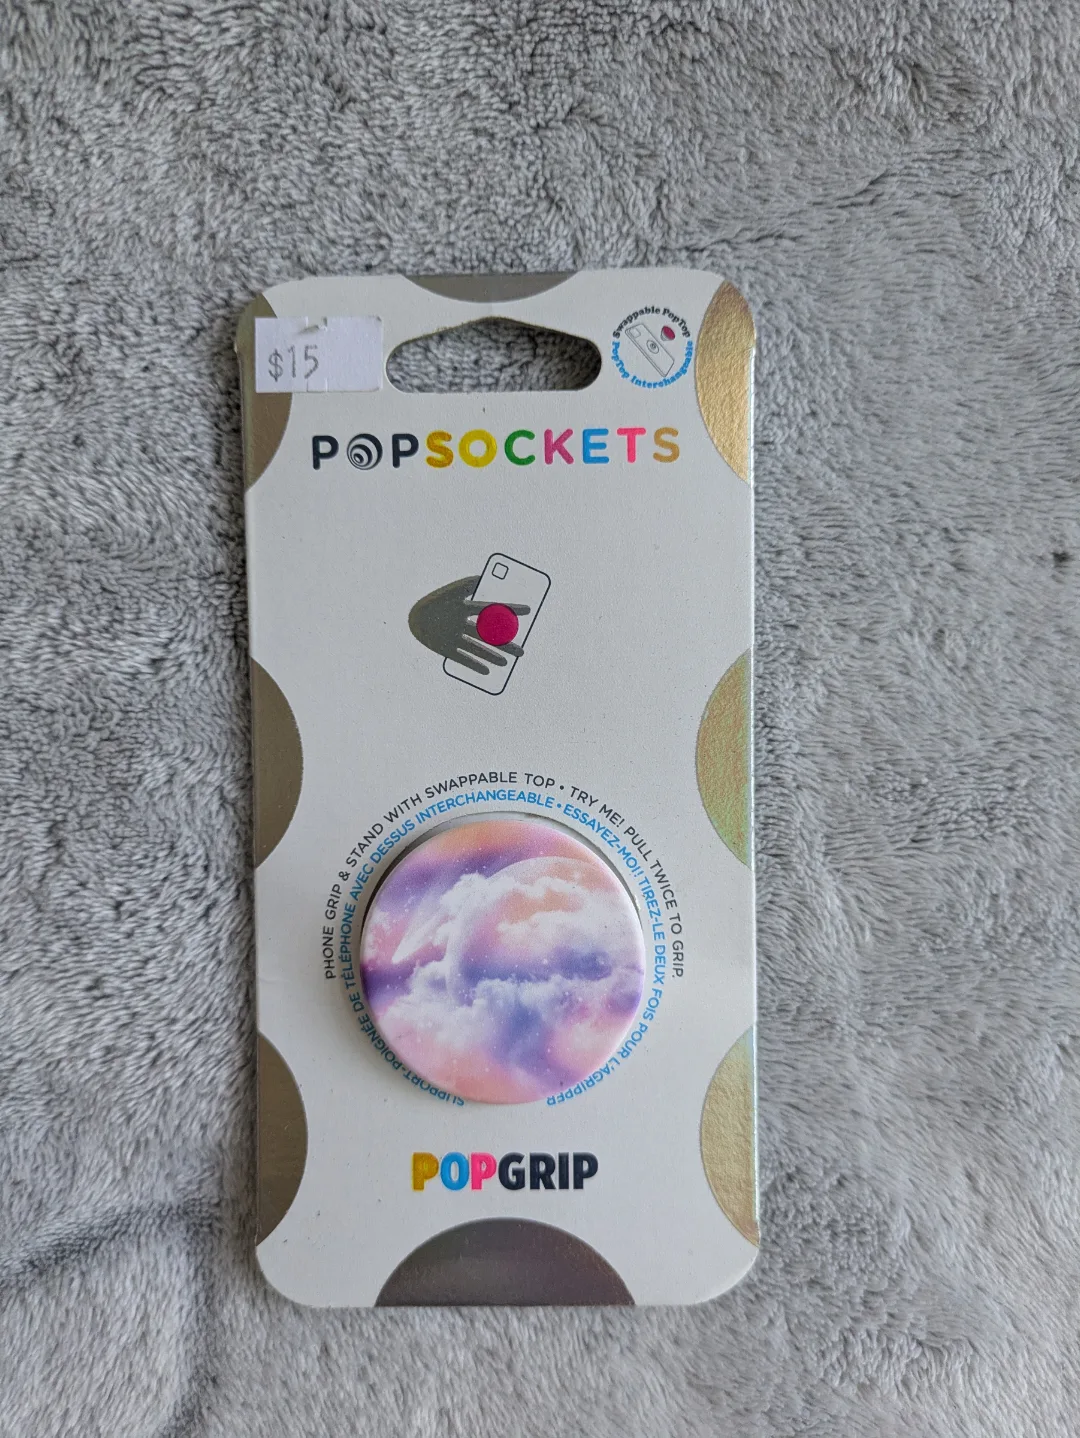 $15
Swappable PopTop
PopTop Interchangeable
POPSOCKETS
PHONE GRIP & STAND WITH SWAPPABLE TOP • TRY ME! PULL TWICE TO GRIP.
SUPPORT-POIGNÉE DE TÉLÉPHONE AVEC DESSUS INTERCHANGEABLE • ESSAYEZ-MOI! TIREZ-LE DEUX FOIS POUR L'AGRIPPER
POPGRIP